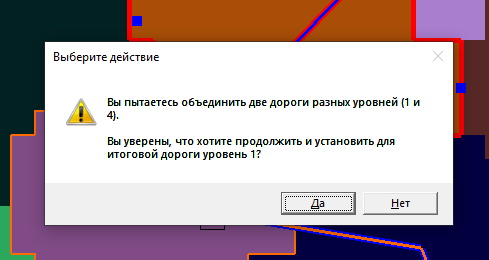 Выберите действие
Вы пытаетесь объединить две дороги разных уровней (1 и
4).
Вы уверены, что хотите продолжить и установить для
итоговой дороги уровень 1?
Да
Нет